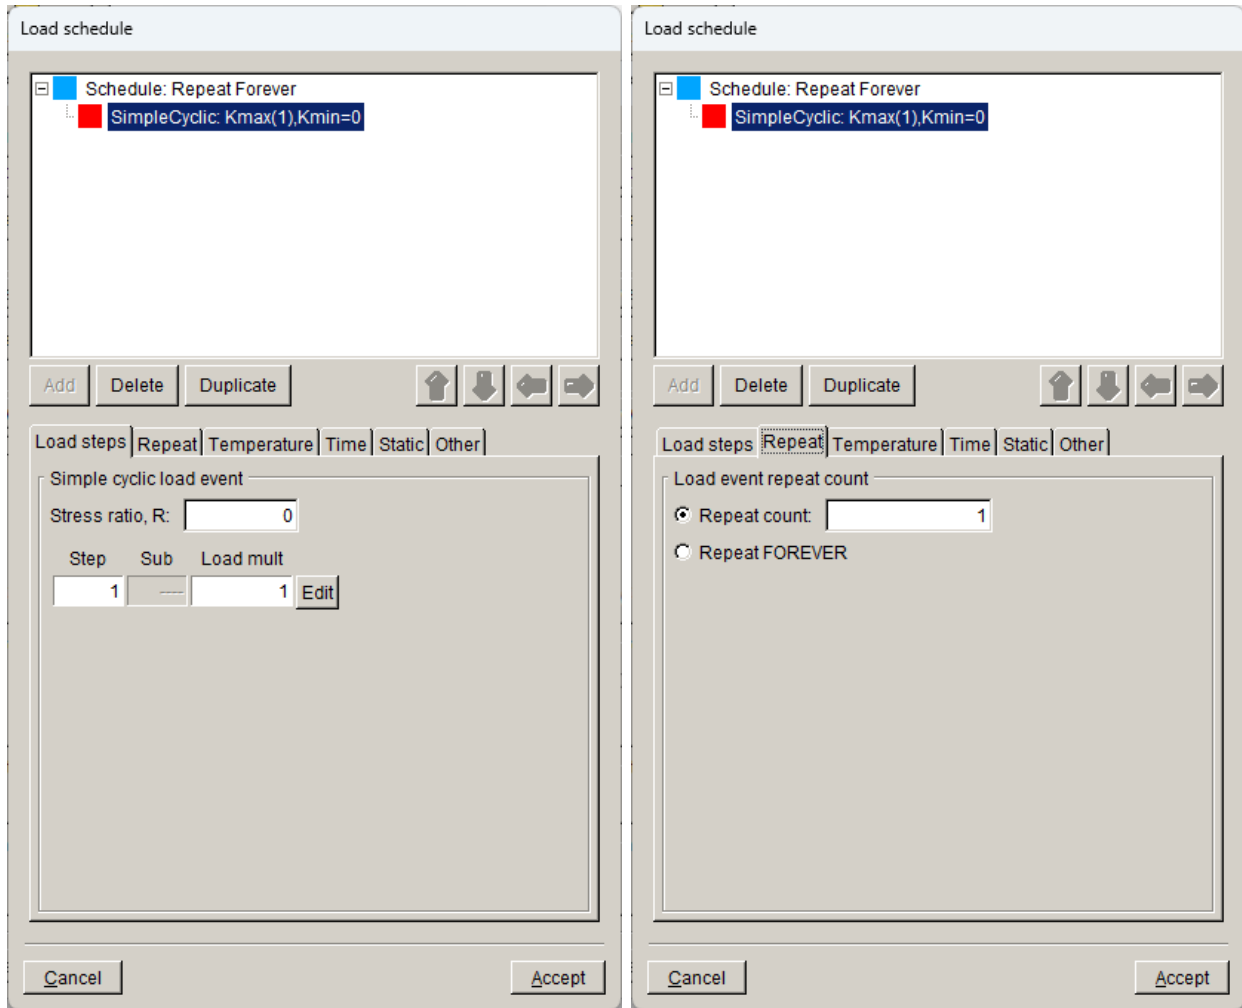 Load schedule
Schedule: Repeat Forever
SimpleCyclic: Kmax(1),Kmin=0
Add Delete Duplicate
Load steps Repeat Temperature Time Static Other
Simple cyclic load event
Stress ratio, R: 0
Step Sub Load mult
1 ---- 1 Edit
Cancel Accept
Load schedule
Schedule: Repeat Forever
SimpleCyclic: Kmax(1),Kmin=0
Add Delete Duplicate
Load steps Repeat Temperature Time Static Other
Load event repeat count
Repeat count: 1
Repeat FOREVER
Cancel Accept